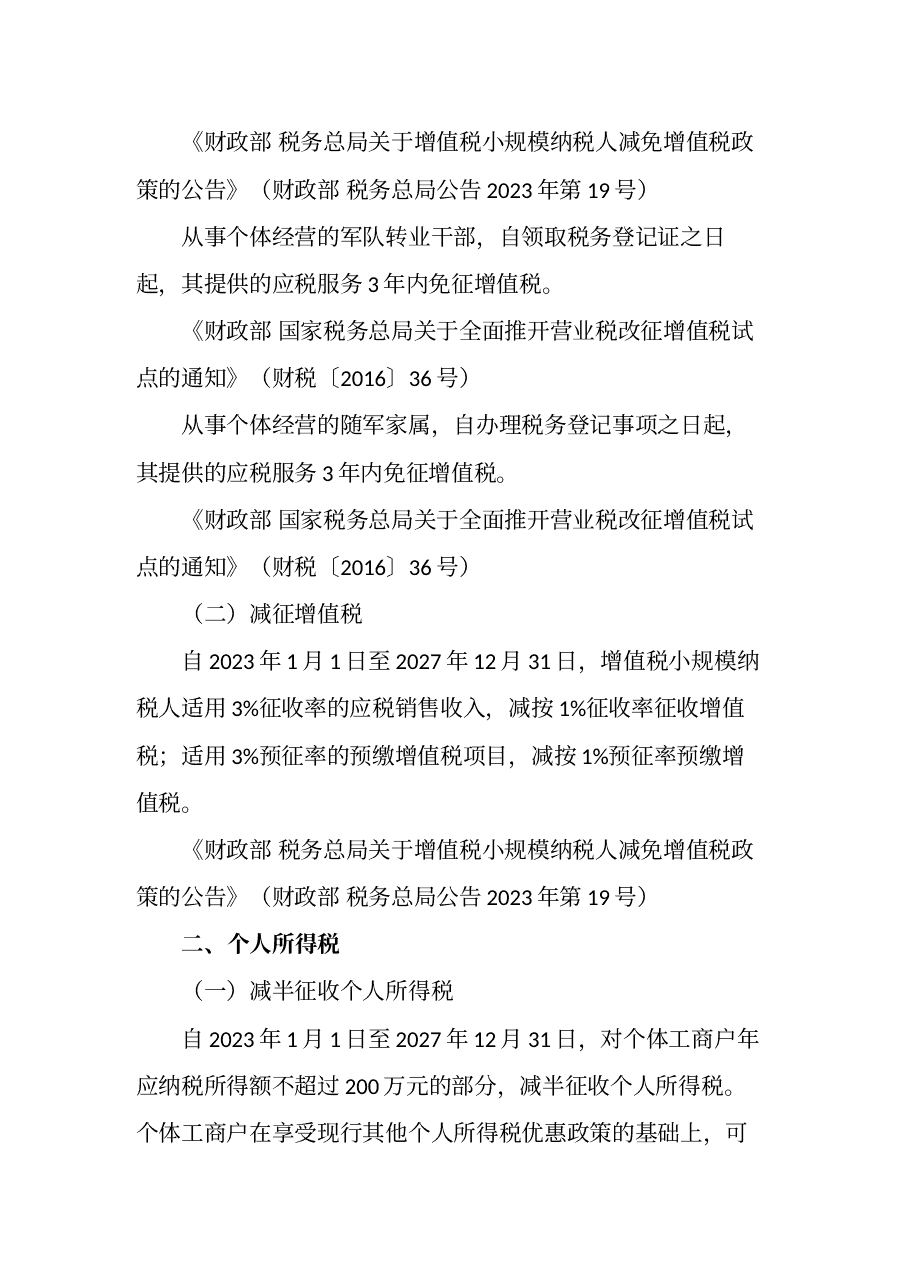 《财政部 税务总局关于增值税小规模纳税人减免增值税政
策的公告》（财政部 税务总局公告 2023 年第 19 号）
从事个体经营的军队转业干部，自领取税务登记证之日
起，其提供的应税服务 3 年内免征增值税。
《财政部 国家税务总局关于全面推开营业税改征增值税试
点的通知》（财税〔2016〕36 号）
从事个体经营的随军家属，自办理税务登记事项之日起，
其提供的应税服务 3 年内免征增值税。
《财政部 国家税务总局关于全面推开营业税改征增值税试
点的通知》（财税〔2016〕36 号）
（二）减征增值税
自 2023 年 1 月 1 日至 2027 年 12 月 31 日，增值税小规模纳
税人适用 3%征收率的应税销售收入，减按 1%征收率征收增值
税；适用 3%预征率的预缴增值税项目，减按 1%预征率预缴增
值税。
《财政部 税务总局关于增值税小规模纳税人减免增值税政
策的公告》（财政部 税务总局公告 2023 年第 19 号）
二、个人所得税
（一）减半征收个人所得税
自 2023 年 1 月 1 日至 2027 年 12 月 31 日，对个体工商户年
应纳税所得额不超过 200 万元的部分，减半征收个人所得税。
个体工商户在享受现行其他个人所得税优惠政策的基础上，可